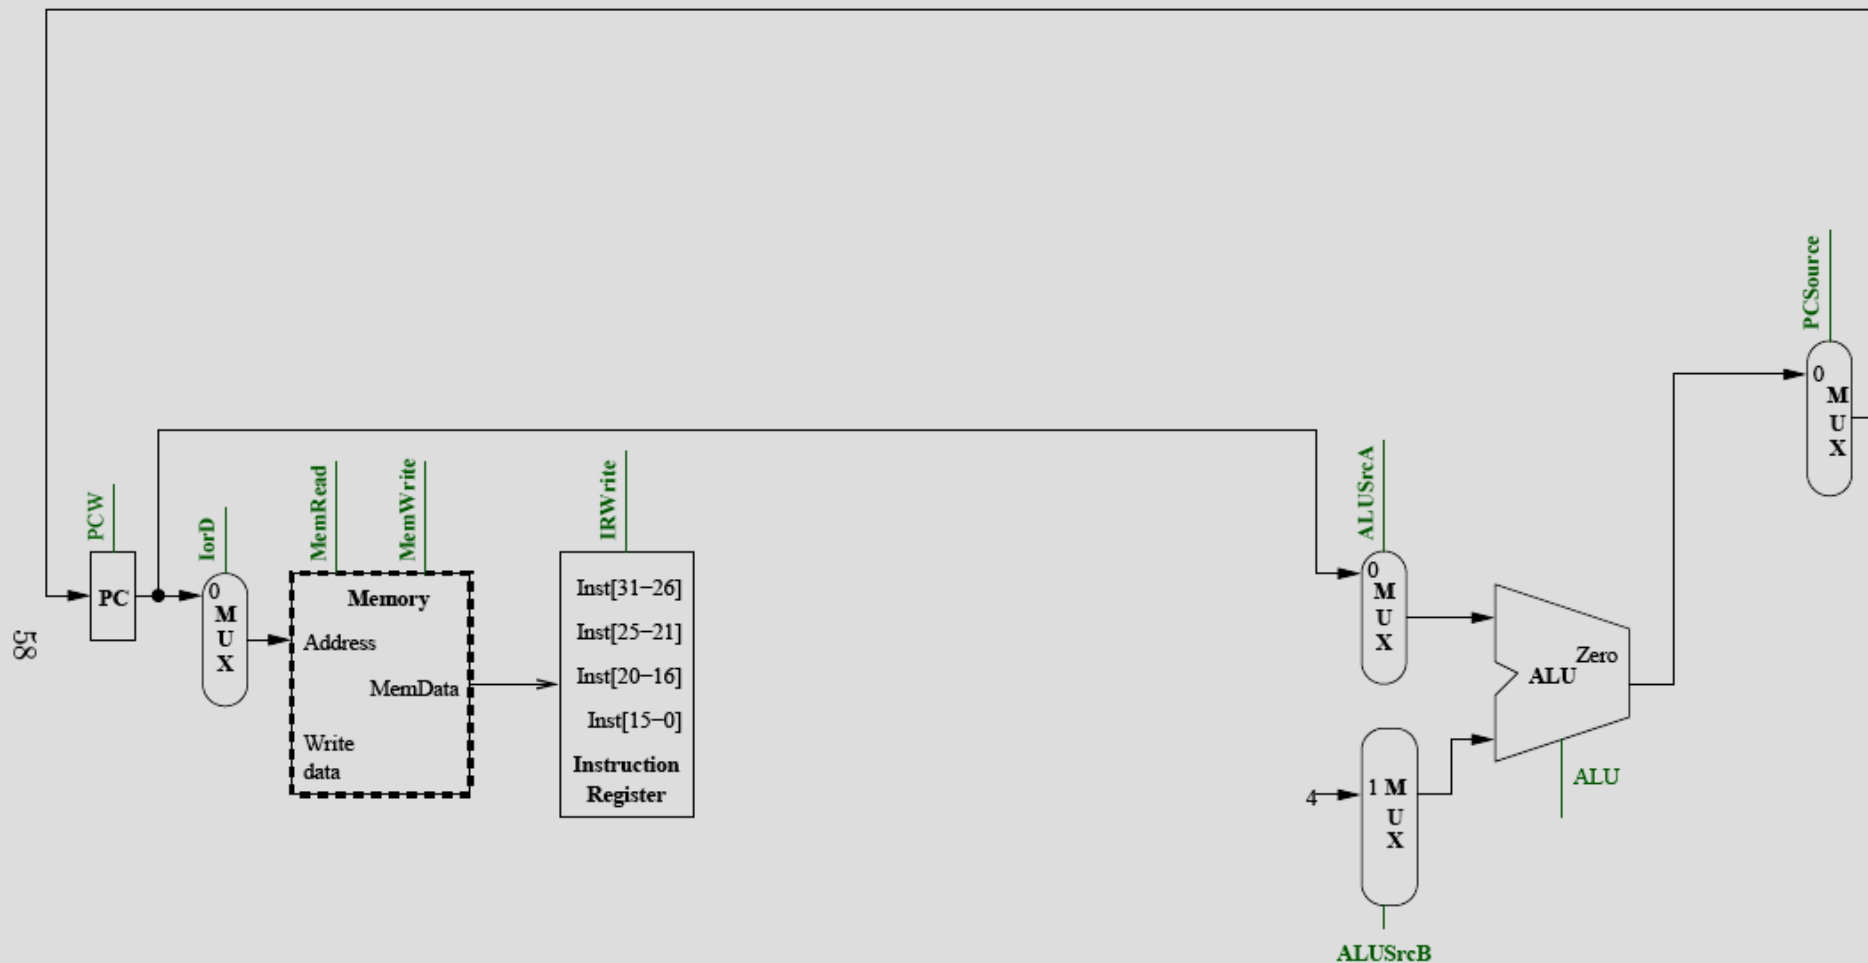 PCSource
0
M
U
X
PCW
IorD
MemRead
MemWrite
IRWrite
ALUSrcA
PC
0
M
U
X
Memory
Address
MemData
Write
data
Inst[31−26]
Inst[25−21]
Inst[20−16]
Inst[15−0]
Instruction
Register
0
M
U
X
Zero
ALU
ALU
4
1 M
U
X
ALUSrcB
58